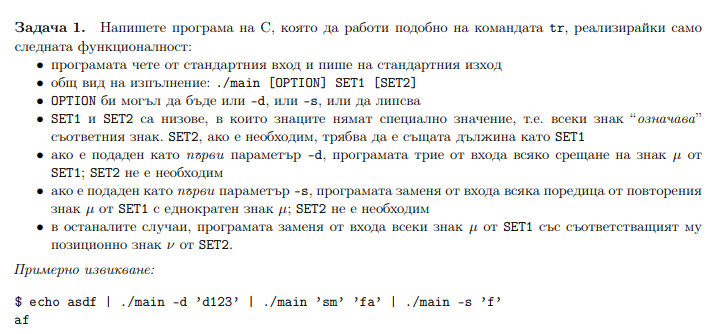 Задача 1. Напишете програма на C, която да работи подобно на командата tr, реализирайки само
следната функционалност:
• програмата чете от стандартния вход и пише на стандартния изход
• общ вид на изпълнение: ./main [OPTION] SET1 [SET2]
• OPTION би могъл да бъде или -d, или -s, или да липсва
• SET1 и SET2 са низове, в които знаците нямат специално значение, т.е. всеки знак “означава”
съответния знак. SET2, ако е необходим, трябва да е същата дължина като SET1
• ако е подаден като първи параметър -d, програмата трие от входа всяко срещане на знак μ от
SET1; SET2 не е необходим
• ако е подаден като първи параметър -s, програмата заменя от входа всяка поредица от повторения
знак μ от SET1 с еднократен знак μ; SET2 не е необходим
• в останалите случаи, програмата заменя от входа всеки знак μ от SET1 със съответстващият му
позиционно знак ν от SET2.
Примерно извикване:
$ echo asdf | ./main -d ’d123’ | ./main ’sm’ ’fa’ | ./main -s ’f’
af